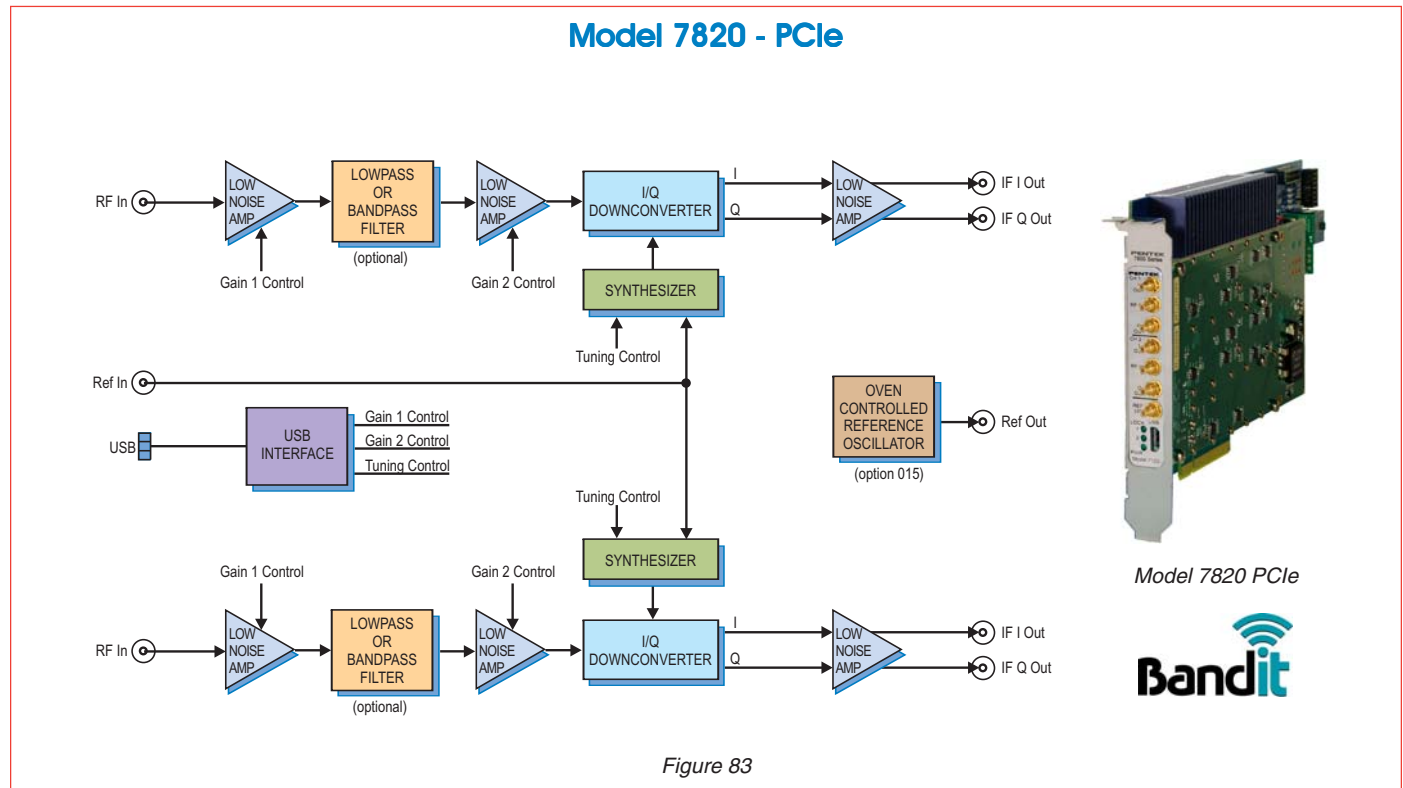 Model 7820 - PCIe
RF In
LOW
NOISE
AMP
Gain 1 Control
LOWPASS
OR
BANDPASS
FILTER
(optional)
LOW
NOISE
AMP
Gain 2 Control
I/Q
DOWNCONVERTER
I
Q
LOW
NOISE
AMP
IF I Out
IF Q Out
SYNTHESIZER
Tuning Control
Ref In
USB
USB
INTERFACE
Gain 1 Control
Gain 2 Control
Tuning Control
OVEN
CONTROLLED
REFERENCE
OSCILLATOR
(option 015)
Ref Out
Tuning Control
SYNTHESIZER
Gain 1 Control
Gain 2 Control
RF In
LOW
NOISE
AMP
LOWPASS
OR
BANDPASS
FILTER
(optional)
LOW
NOISE
AMP
I/Q
DOWNCONVERTER
I
Q
LOW
NOISE
AMP
IF I Out
IF Q Out
PENTEK
PENTEK
Model 7820 PCIe
Bandit
Figure 83